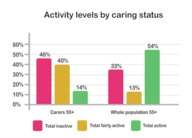 Activity levels by caring status
60%
50%
40%
30%
20%
10%
0%
46%
40%
14%
33%
13%
54%
Carers 55+
Whole population 55+
Total inactive
Total fairly active
Total active